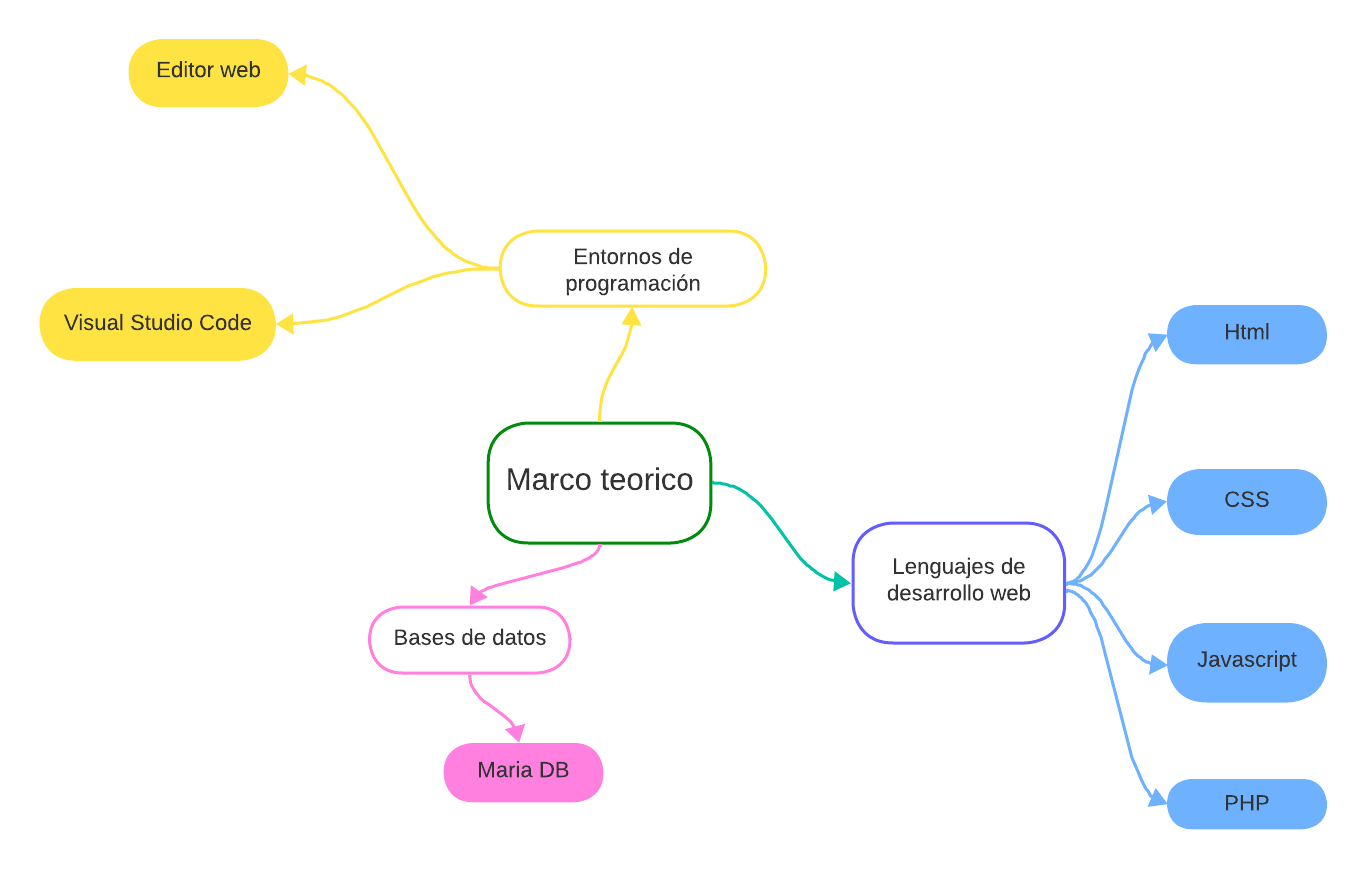 Editor web
Entornos de
programación
Visual Studio Code
Html
Marco teorico
CSS
Lenguajes de
desarrollo web
Bases de datos
Javascript
Maria DB
PHP